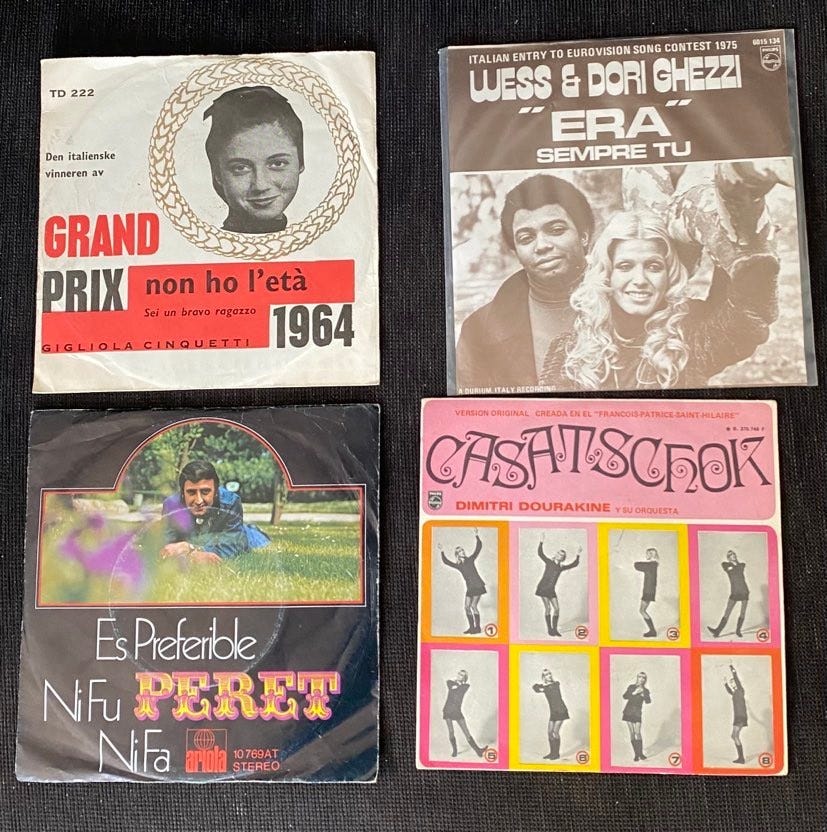 TD 222
Den italienske
vinneren av
GRAND
PRIX
non ho l'età
Sei un bravo ragazzo
1964
GIGLIOLA CINQUETTI
6015 134
PHILIPS
ITALIAN ENTRY TO EUROVISION SONG CONTEST 1975
WESS & DORI GHEZZI
"ERA"
SEMPRE TU
A DURIUM, ITALY RECORDING
Es Preferible
Ni Fu PERET
Ni Fa
ariola
10 769 AT
STEREO
VERSION ORIGINAL CREADA EN EL "FRANCOIS-PATRICE-SAINT-HILAIRE"
CASATSCHOK
PHILIPS
DIMITRI DOURAKINE Y SU ORQUESTA
1
2
3
4
5
6
7
8